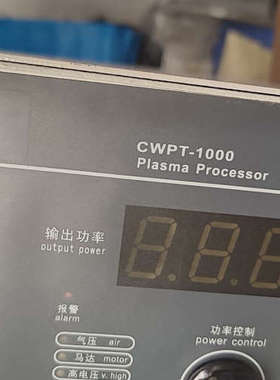 CWPT-1000
Plasma Processor
输出功率
output power
功率控制
power control
报警
alarm
气压 air
马达 motor
高电压 v. high